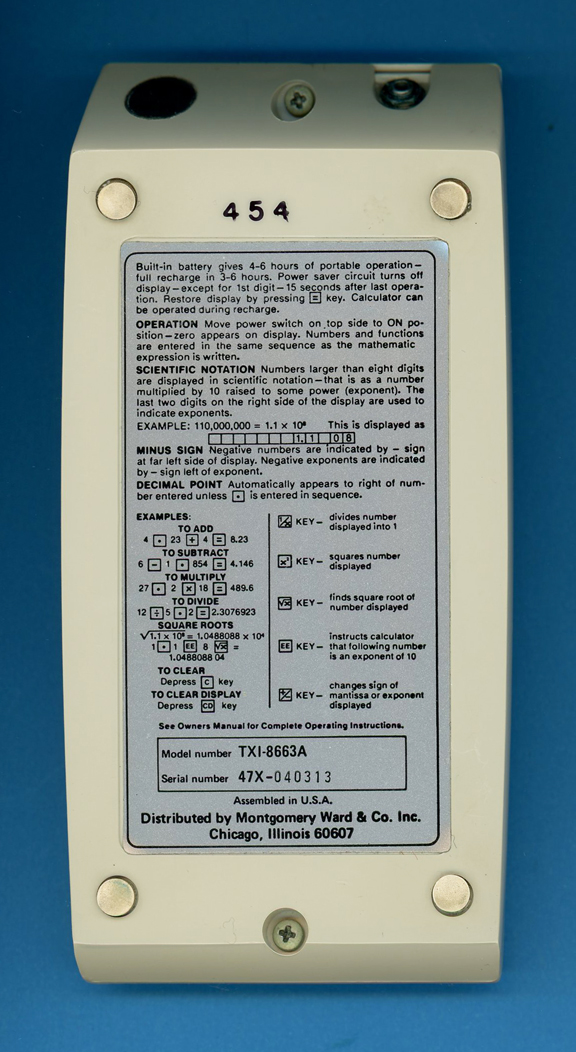 454
Built-in battery gives 4-6 hours of portable operation—
full recharge in 3-6 hours. Power saver circuit turns off
display—except for 1st digit—15 seconds after last opera-
tion. Restore display by pressing = key. Calculator can
be operated during recharge.
OPERATION Move power switch on top side to ON po-
sition—zero appears on display. Numbers and functions
are entered in the same sequence as the mathematic
expression is written.
SCIENTIFIC NOTATION Numbers larger than eight digits
are displayed in scientific notation—that is as a number
multiplied by 10 raised to some power (exponent). The
last two digits on the right side of the display are used to
indicate exponents.
EXAMPLE: 110,000,000 = 1.1 × 10⁸ This is displayed as
1.1 08
MINUS SIGN Negative numbers are indicated by — sign
at far left side of display. Negative exponents are indicated
by — sign left of exponent.
DECIMAL POINT Automatically appears to right of num-
ber entered unless • is entered in sequence.
EXAMPLES:
TO ADD
4 • 23 + 4 = 8.23
TO SUBTRACT
6 − 1 • 854 = 4.146
TO MULTIPLY
27 • 2 × 18 = 489.6
TO DIVIDE
12 ÷ 5 • 2 = 2.3076923
SQUARE ROOTS
√1.1 × 10⁸ = 1.0488088 × 10⁴
1 • 1 EE 8 √x =
1.0488088 04
TO CLEAR
Depress C key
TO CLEAR DISPLAY
Depress CD key
1/x KEY— divides number
displayed into 1
x² KEY— squares number
displayed
√x KEY— finds square root of
number displayed
EE KEY— instructs calculator
that following number
is an exponent of 10
+/− KEY— changes sign of
mantissa or exponent
displayed
See Owners Manual for Complete Operating Instructions.
Model number TXI-8663A
Serial number 47X-040313
Assembled in U.S.A.
Distributed by Montgomery Ward & Co. Inc.
Chicago, Illinois 60607